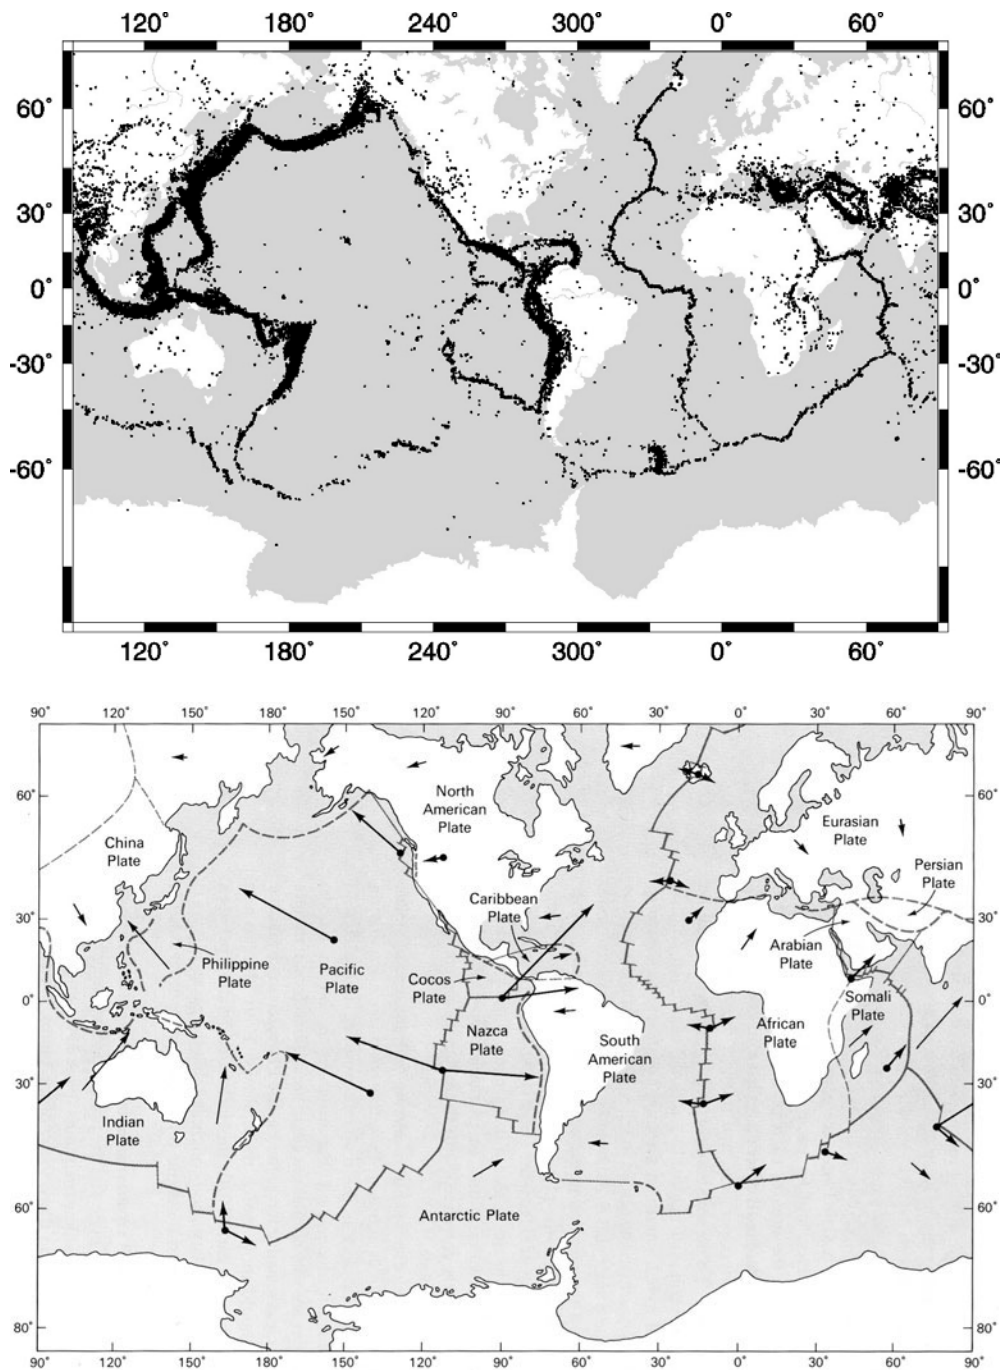 120° 180° 240° 300° 0° 60°
60° 60°
30° 30°
0° 0°
-30° -30°
-60° -60°
120° 180° 240° 300° 0° 60°
90° 120° 150° 180° 150° 120° 90° 60° 30° 0° 30° 60° 90°
60° 60°
30° 30°
0° 0°
30° 30°
60° 60°
80° 80°
North
American
Plate
China
Plate
Eurasian
Plate
Persian
Plate
Caribbean
Plate
Arabian
Plate
Philippine
Plate
Pacific
Plate
Cocos
Plate
Somali
Plate
African
Plate
Nazca
Plate
South
American
Plate
Indian
Plate
Antarctic Plate
90° 120° 150° 180° 150° 120° 90° 60° 30° 0° 30° 60° 90°